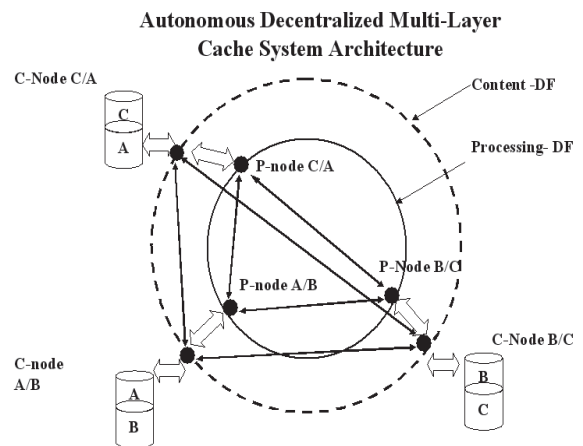 Autonomous Decentralized Multi-Layer
Cache System Architecture
C-Node C/A
Content -DF
C
A
Processing- DF
P-node C/A
P-Node B/C
P-node A/B
C-Node B/C
C-node
A/B
A
B
B
C